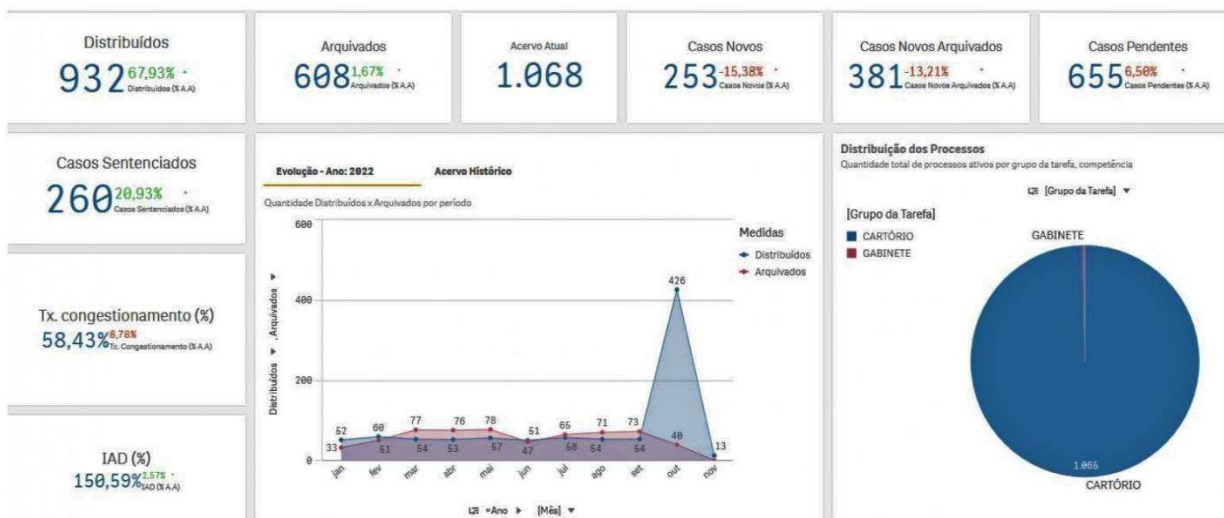 Distribuídos
932 67,93%
Distribuídos (% A.A)
Arquivados
608 1,67%
Arquivados (% A.A)
Acervo Atual
1.068
Casos Novos
253 -15,38%
Casos Novos (% A.A)
Casos Novos Arquivados
381 -13,21%
Casos Novos Arquivados (% A.A)
Casos Pendentes
655 6,50%
Casos Pendentes (% A.A)
Casos Sentenciados
260 20,93%
Casos Sentenciados (% A.A)
Tx. congestionamento (%)
58,43% 8,78%
Tx. Congestionamento (% A.A)
IAD (%)
150,59% 2,57%
IAD (% A.A)
Evolução - Ano: 2022 Acervo Histórico
Quantidade Distribuídos x Arquivados por período
Distribuídos ▼ , Arquivados ▼
600
400
200
0
52 60 77 76 78 51 65 71 73 426
33 51 54 53 57 47 58 54 54 40 13
jan fev mar abr mai jun jul ago set out nov
=Ano ▶ [Mês] ▼
Medidas
Distribuídos
Arquivados
Distribuição dos Processos
Quantidade total de processos ativos por grupo da tarefa, competência
[Grupo da Tarefa] ▼
[Grupo da Tarefa]
CARTÓRIO
GABINETE
GABINETE
1.065
CARTÓRIO